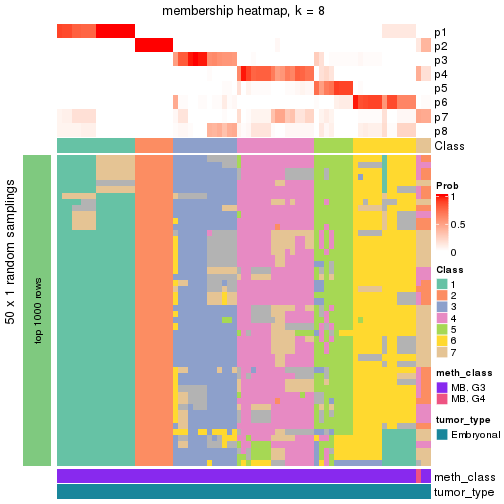 membership heatmap, k = 8
p1
p2
p3
p4
p5
p6
p7
p8
Class
50 x 1 random samplings
top 1000 rows
meth_class
tumor_type
Prob
1
0.5
0
Class
1
2
3
4
5
6
7
meth_class
MB. G3
MB. G4
tumor_type
Embryonal